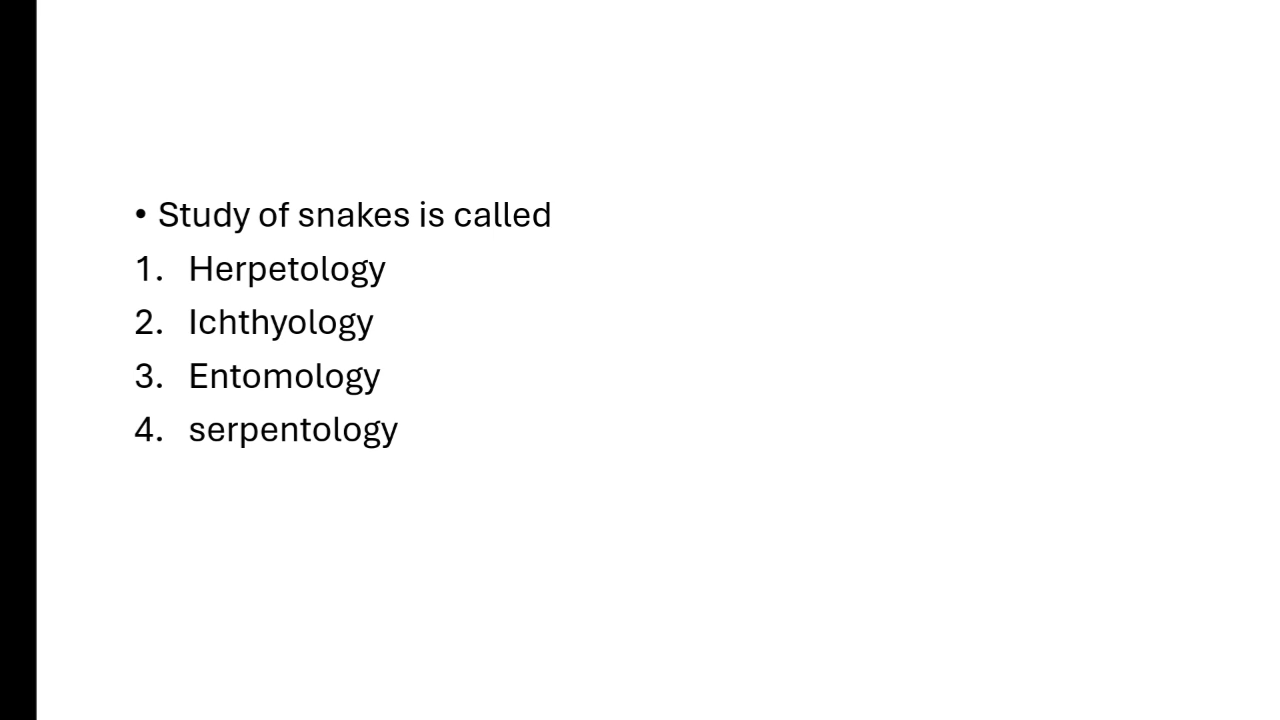 • Study of snakes is called
1. Herpetology
2. Ichthyology
3. Entomology
4. serpentology